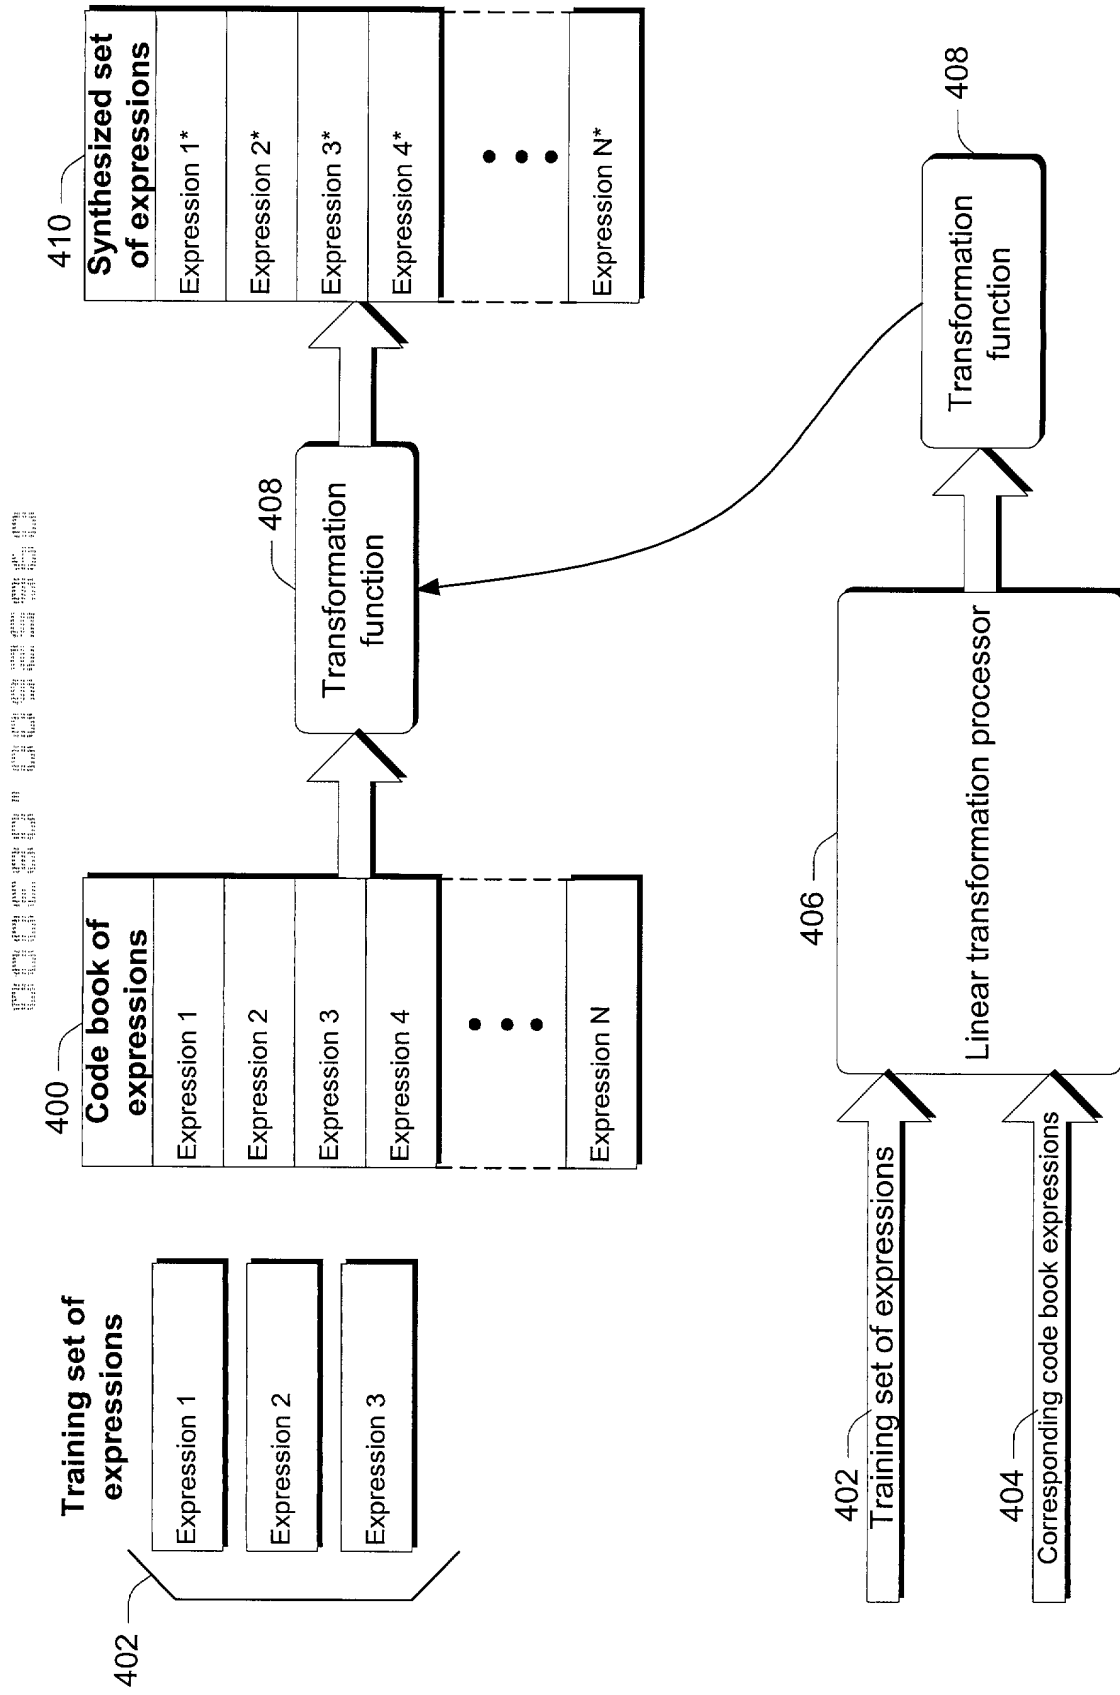 Training set of
expressions
402
Expression 1
Expression 2
Expression 3
400
Code book of
expressions
Expression 1
Expression 2
Expression 3
Expression 4
Expression N
408
Transformation
function
410
Synthesized set
of expressions
Expression 1*
Expression 2*
Expression 3*
Expression 4*
Expression N*
402
Training set of expressions
404
Corresponding code book expressions
406
Linear transformation processor
Transformation
function
408